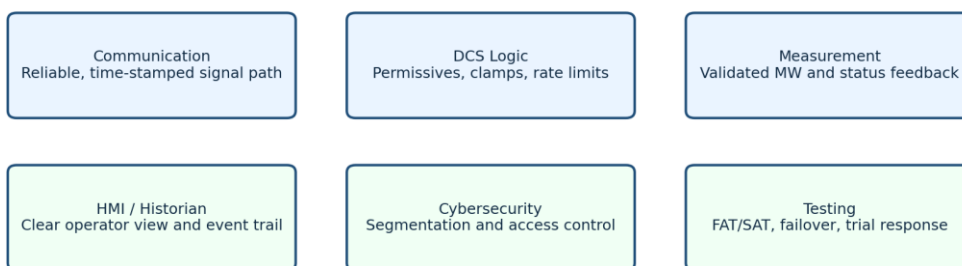 Communication
Reliable, time-stamped signal path
DCS Logic
Permissives, clamps, rate limits
Measurement
Validated MW and status feedback
HMI / Historian
Clear operator view and event trail
Cybersecurity
Segmentation and access control
Testing
FAT/SAT, failover, trial response